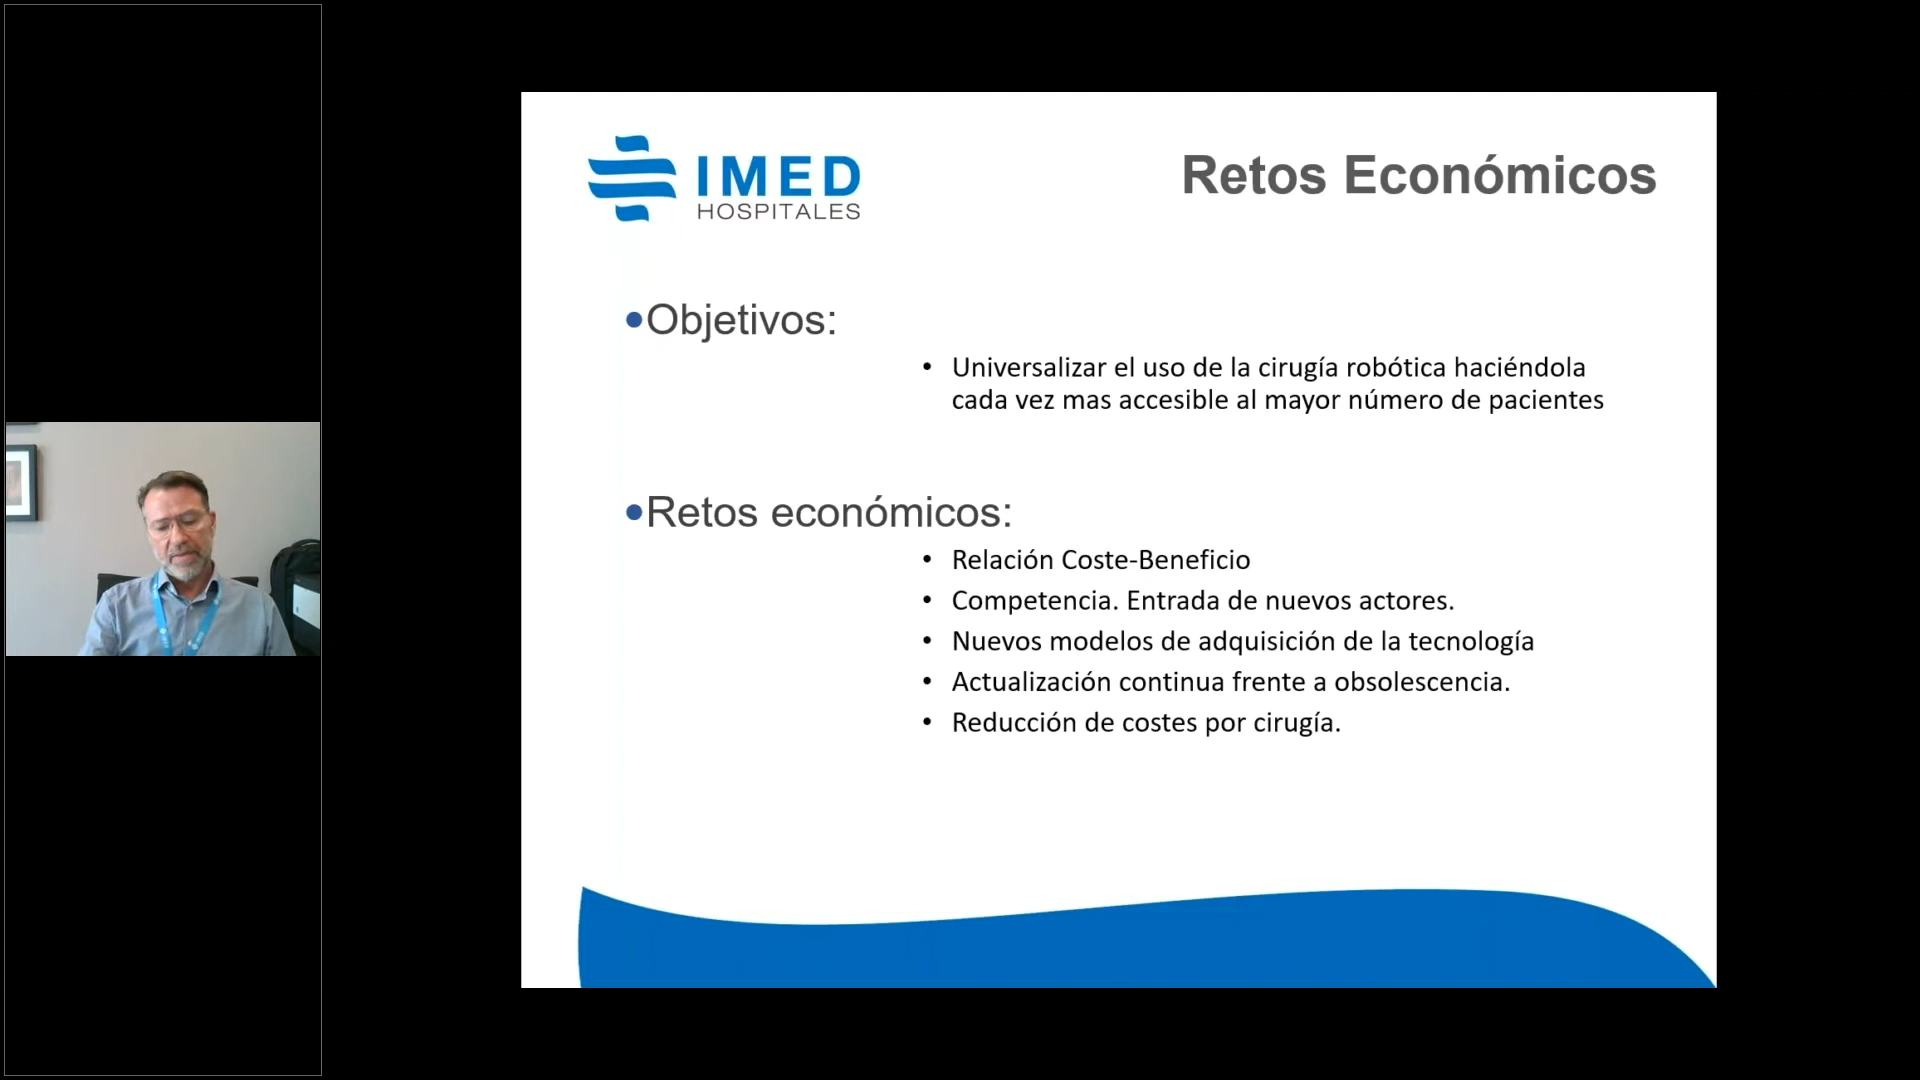 IMED
HOSPITALES
Retos Económicos
•Objetivos:
• Universalizar el uso de la cirugía robótica haciéndola
cada vez mas accesible al mayor número de pacientes
•Retos económicos:
• Relación Coste-Beneficio
• Competencia. Entrada de nuevos actores.
• Nuevos modelos de adquisición de la tecnología
• Actualización continua frente a obsolescencia.
• Reducción de costes por cirugía.